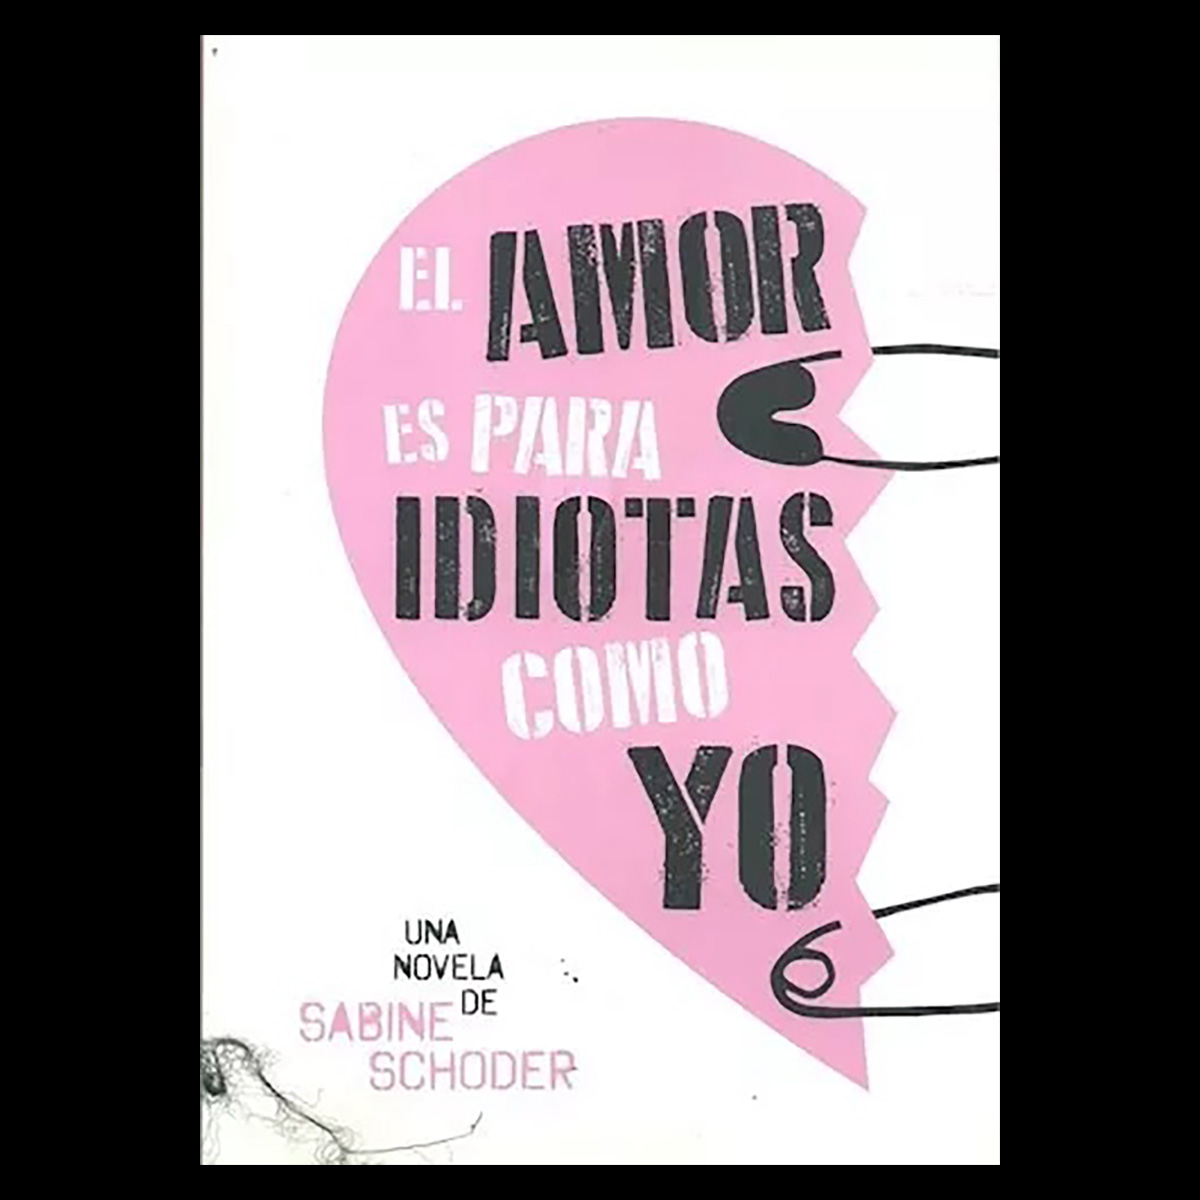 EL AMOR
ES PARA
IDIOTAS
COMO
YO
UNA
NOVELA
DE
SABINE
SCHODER